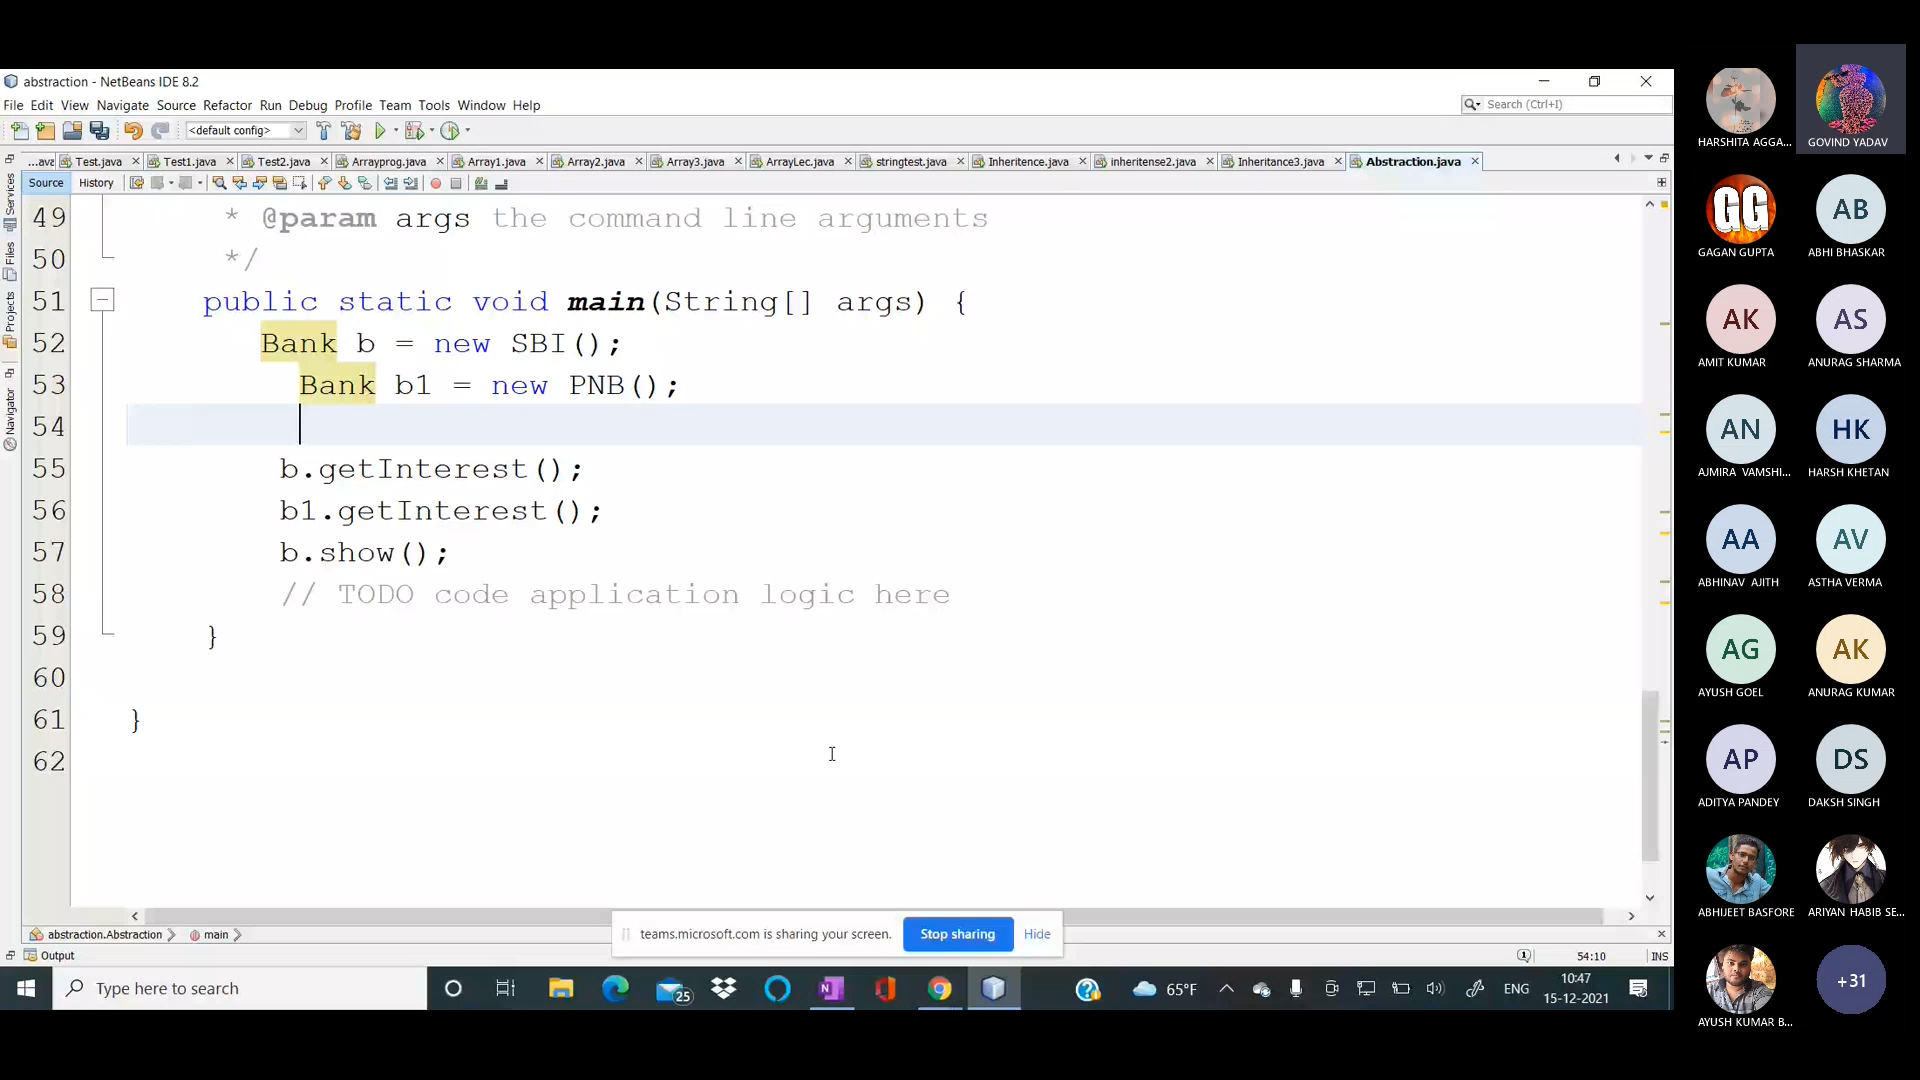 abstraction - NetBeans IDE 8.2
File Edit View Navigate Source Refactor Run Debug Profile Team Tools Window Help
Search (Ctrl+I)
<default config>
...ava Test.java Test1.java Test2.java Arrayprog.java Array1.java Array2.java Array3.java ArrayLec.java stringtest.java Inheritence.java inheritense2.java Inheritance3.java Abstraction.java
Source History
Services
Files
Projects
Navigator
49 * @param args the command line arguments
50 */
51 public static void main(String[] args) {
52 Bank b = new SBI();
53 Bank b1 = new PNB();
54
55 b.getInterest();
56 b1.getInterest();
57 b.show();
58 // TODO code application logic here
59 }
60
61 }
62
abstraction.Abstraction main
teams.microsoft.com is sharing your screen. Stop sharing Hide
Output
1 54:10 INS
Type here to search
25
65°F
ENG
10:47
15-12-2021
HARSHITA AGGA... GOVIND YADAV
GG AB
GAGAN GUPTA ABHI BHASKAR
AK AS
AMIT KUMAR ANURAG SHARMA
AN HK
AJMIRA VAMSHI... HARSH KHETAN
AA AV
ABHINAV AJITH ASTHA VERMA
AG AK
AYUSH GOEL ANURAG KUMAR
AP DS
ADITYA PANDEY DAKSH SINGH
ABHIJEET BASFORE ARIYAN HABIB SE...
+31
AYUSH KUMAR B...